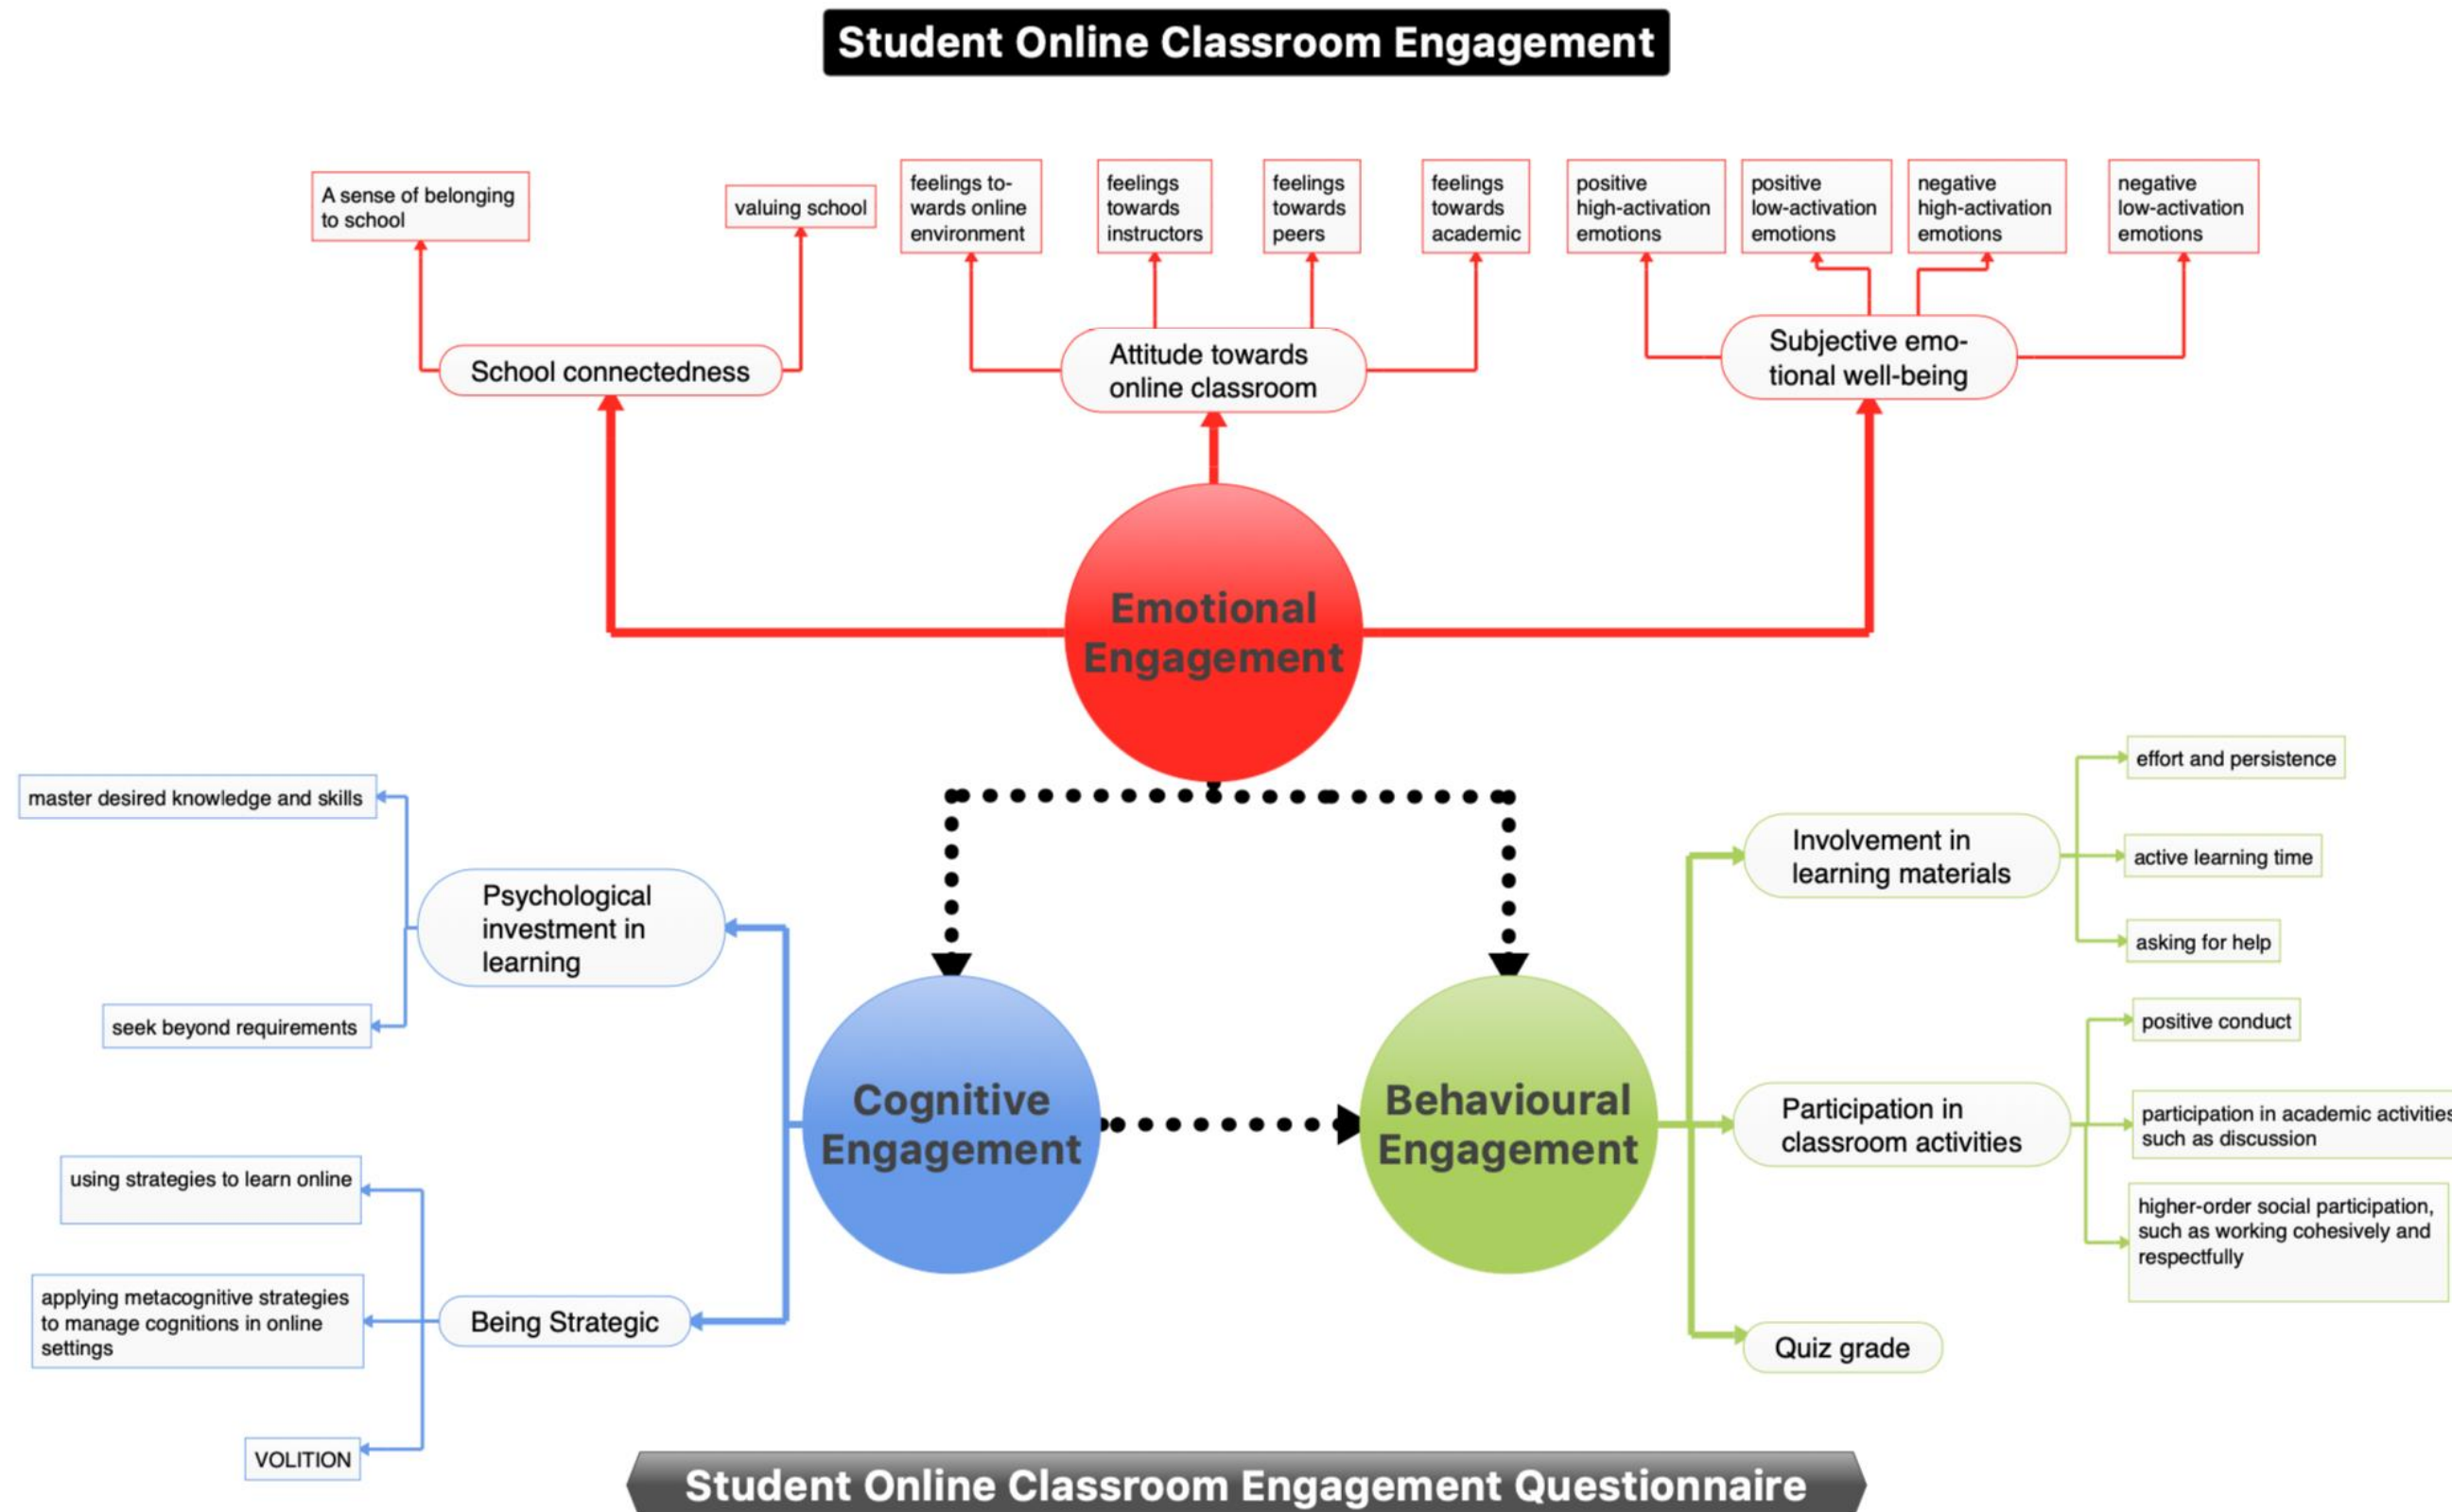 Student Online Classroom Engagement
A sense of belonging
to school
valuing school
feelings to-
wards online
environment
feelings
towards
instructors
feelings
towards
peers
feelings
towards
academic
positive
high-activation
emotions
positive
low-activation
emotions
negative
high-activation
emotions
negative
low-activation
emotions
School connectedness
Attitude towards
online classroom
Subjective emo-
tional well-being
Emotional
Engagement
master desired knowledge and skills
Psychological
investment in
learning
seek beyond requirements
using strategies to learn online
applying metacognitive strategies
to manage cognitions in online
settings
Being Strategic
VOLITION
Cognitive
Engagement
Behavioural
Engagement
Involvement in
learning materials
effort and persistence
active learning time
asking for help
Participation in
classroom activities
positive conduct
participation in academic activities
such as discussion
higher-order social participation,
such as working cohesively and
respectfully
Quiz grade
Student Online Classroom Engagement Questionnaire